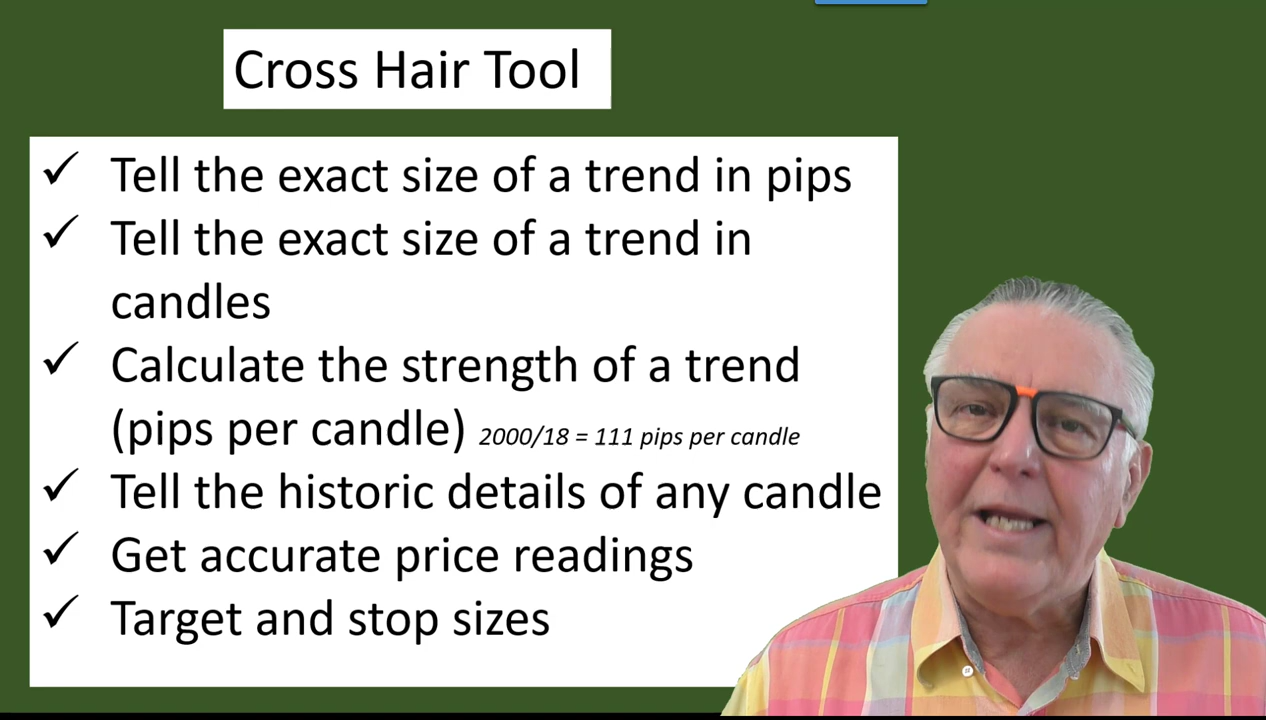 Cross Hair Tool
✓ Tell the exact size of a trend in pips
✓ Tell the exact size of a trend in
candles
✓ Calculate the strength of a trend
(pips per candle) 2000/18 = 111 pips per candle
✓ Tell the historic details of any candle
✓ Get accurate price readings
✓ Target and stop sizes